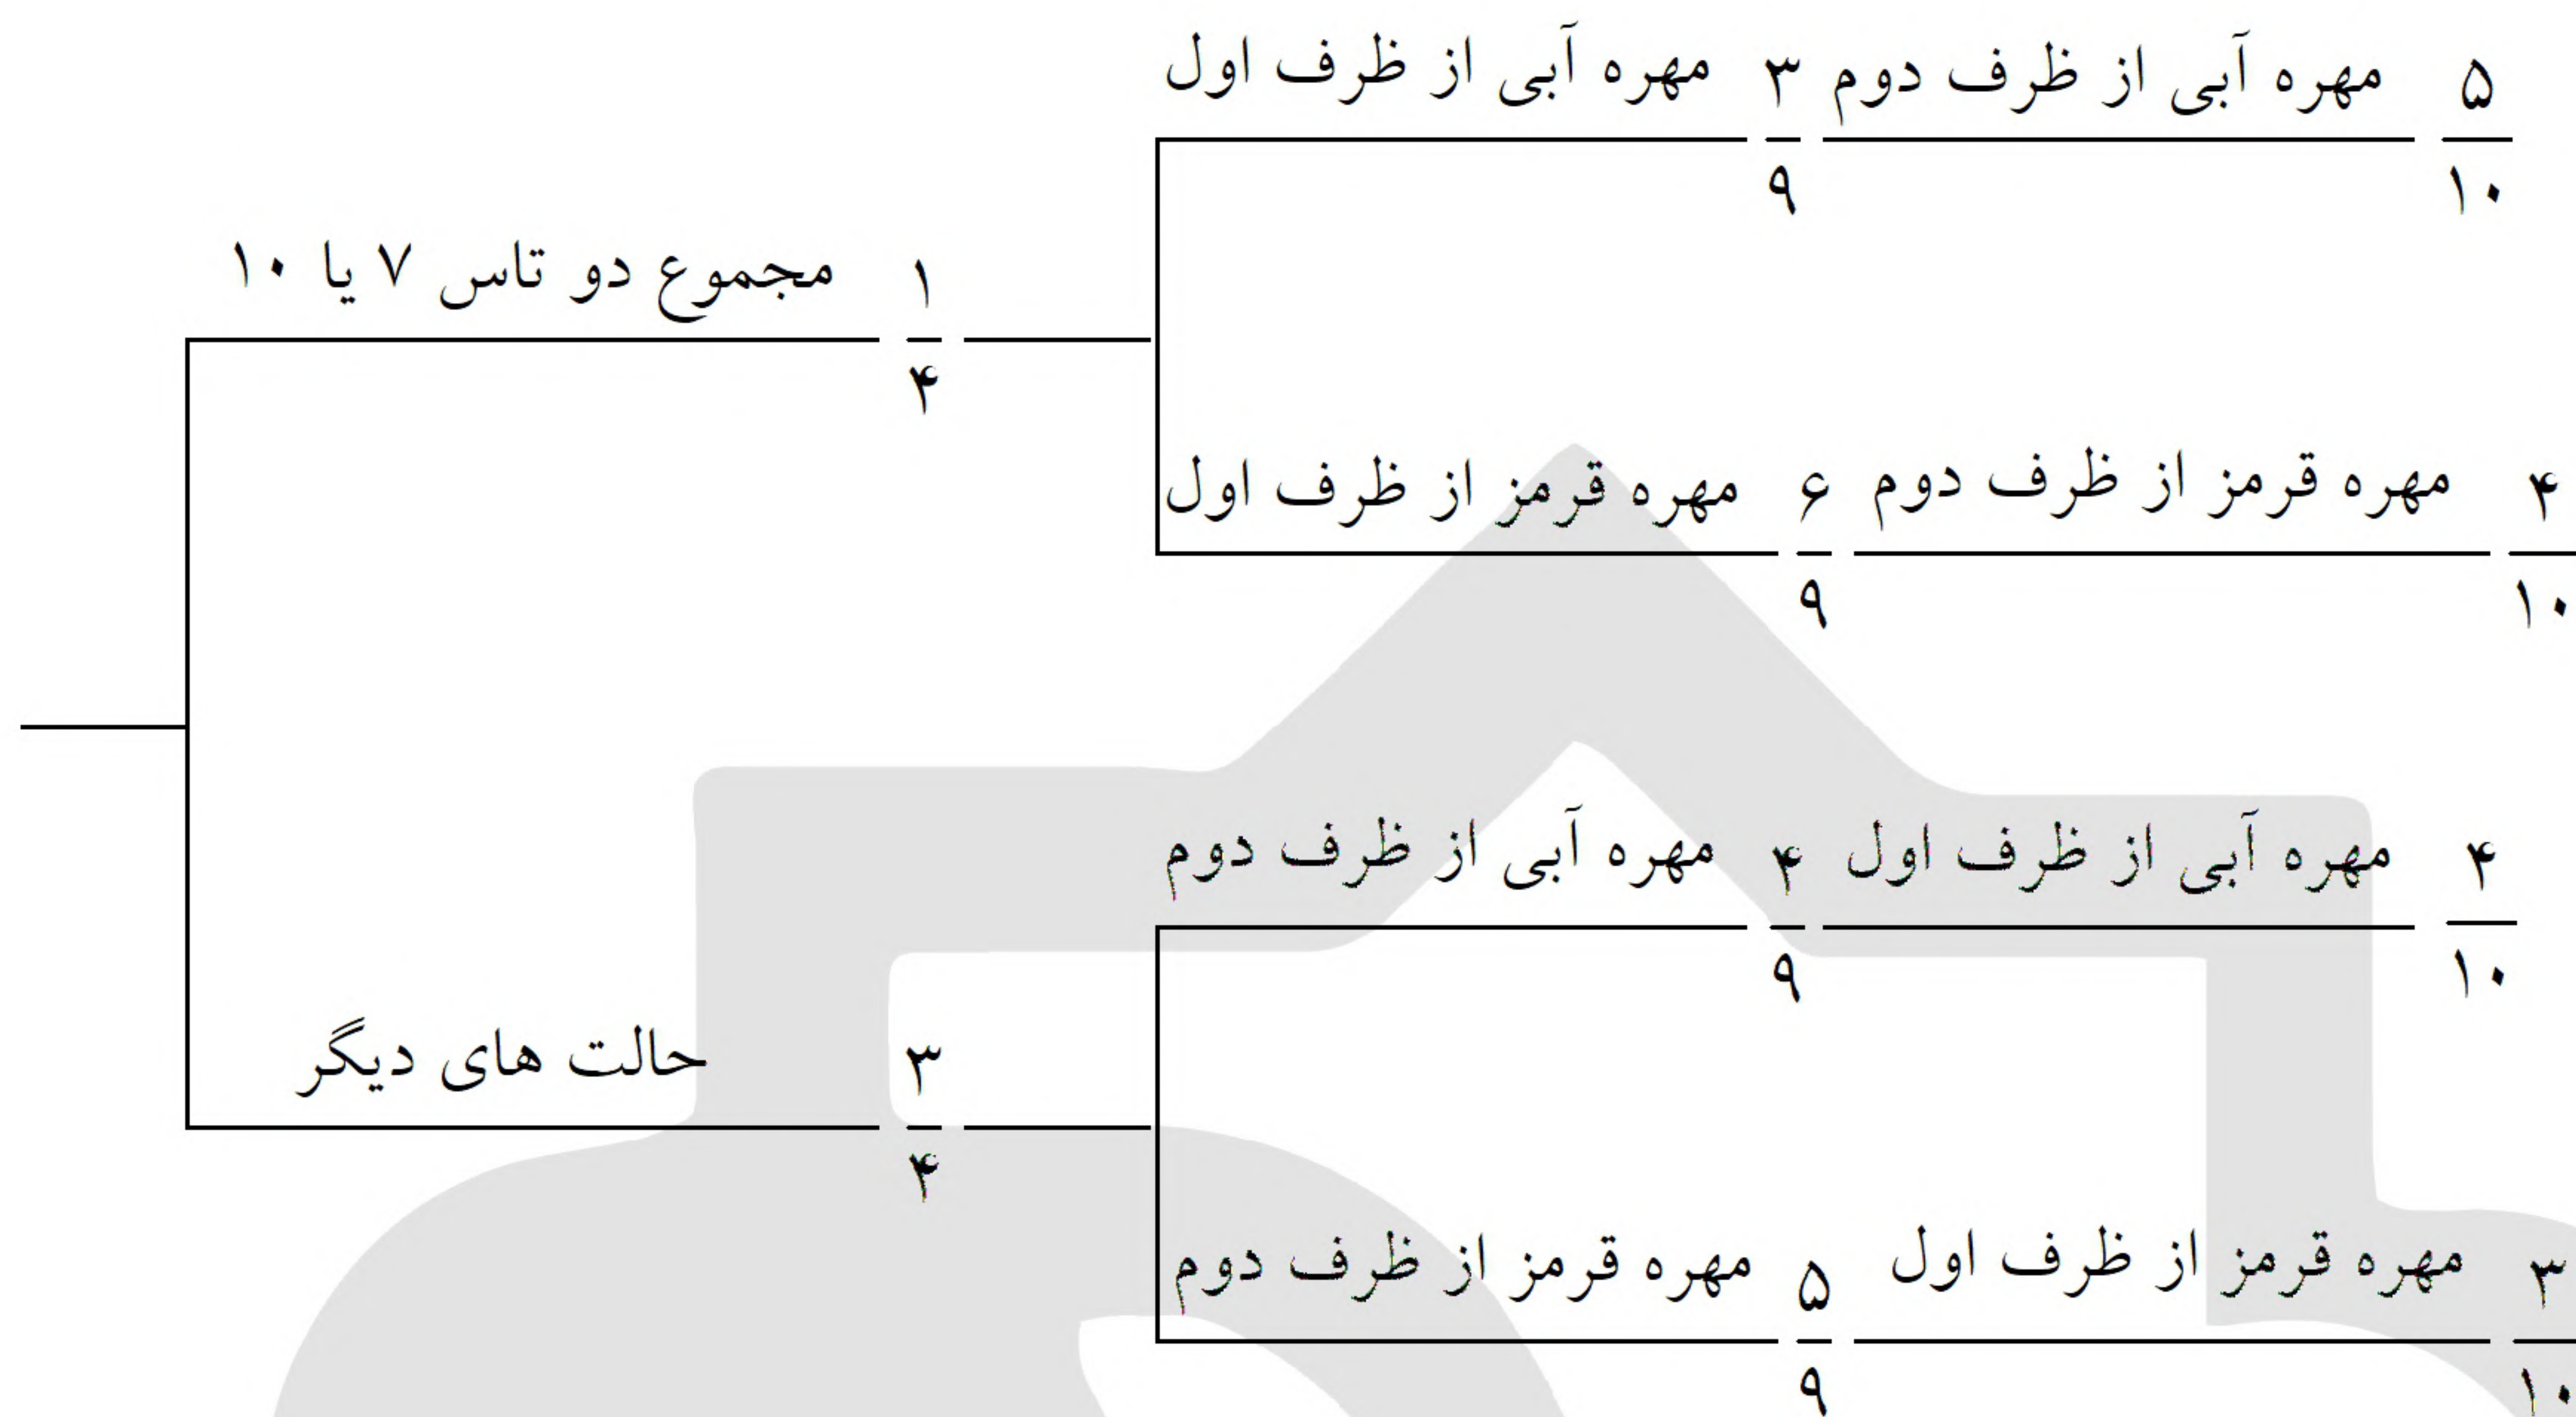 مهره آبی از ظرف اول ۳/۹ مهره آبی از ظرف دوم ۵/۱۰
مجموع دو تاس ۷ یا ۱۰ ۱/۴
مهره قرمز از ظرف اول ۶/۹ مهره قرمز از ظرف دوم ۴/۱۰
مهره آبی از ظرف دوم ۴/۹ مهره آبی از ظرف اول ۴/۱۰
حالت های دیگر ۳/۴
مهره قرمز از ظرف دوم ۵/۹ مهره قرمز از ظرف اول ۳/۱۰